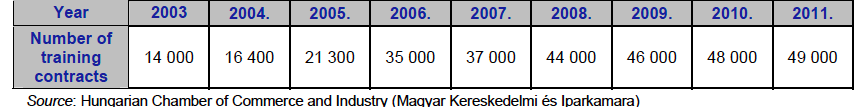 Year 2003 2004. 2005. 2006. 2007. 2008. 2009. 2010. 2011.
Number of training contracts 14 000 16 400 21 300 35 000 37 000 44 000 46 000 48 000 49 000
Source: Hungarian Chamber of Commerce and Industry (Magyar Kereskedelmi és Iparkamara)